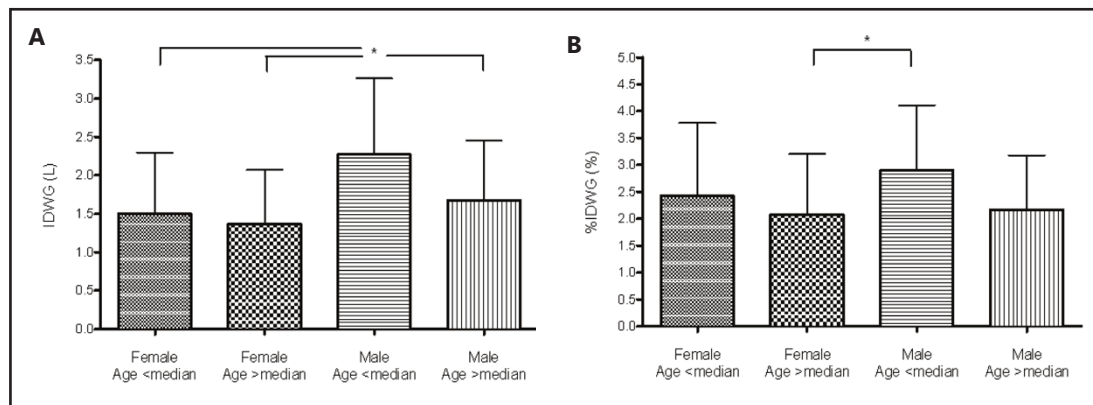 A
*
3.5
3.0
2.5
2.0
1.5
1.0
0.5
0.0
IDWG (L)
Female
Age <median
Female
Age >median
Male
Age <median
Male
Age >median
B
*
5.0
4.5
4.0
3.5
3.0
2.5
2.0
1.5
1.0
0.5
0.0
%IDWG (%)
Female
Age <median
Female
Age >median
Male
Age <median
Male
Age >median